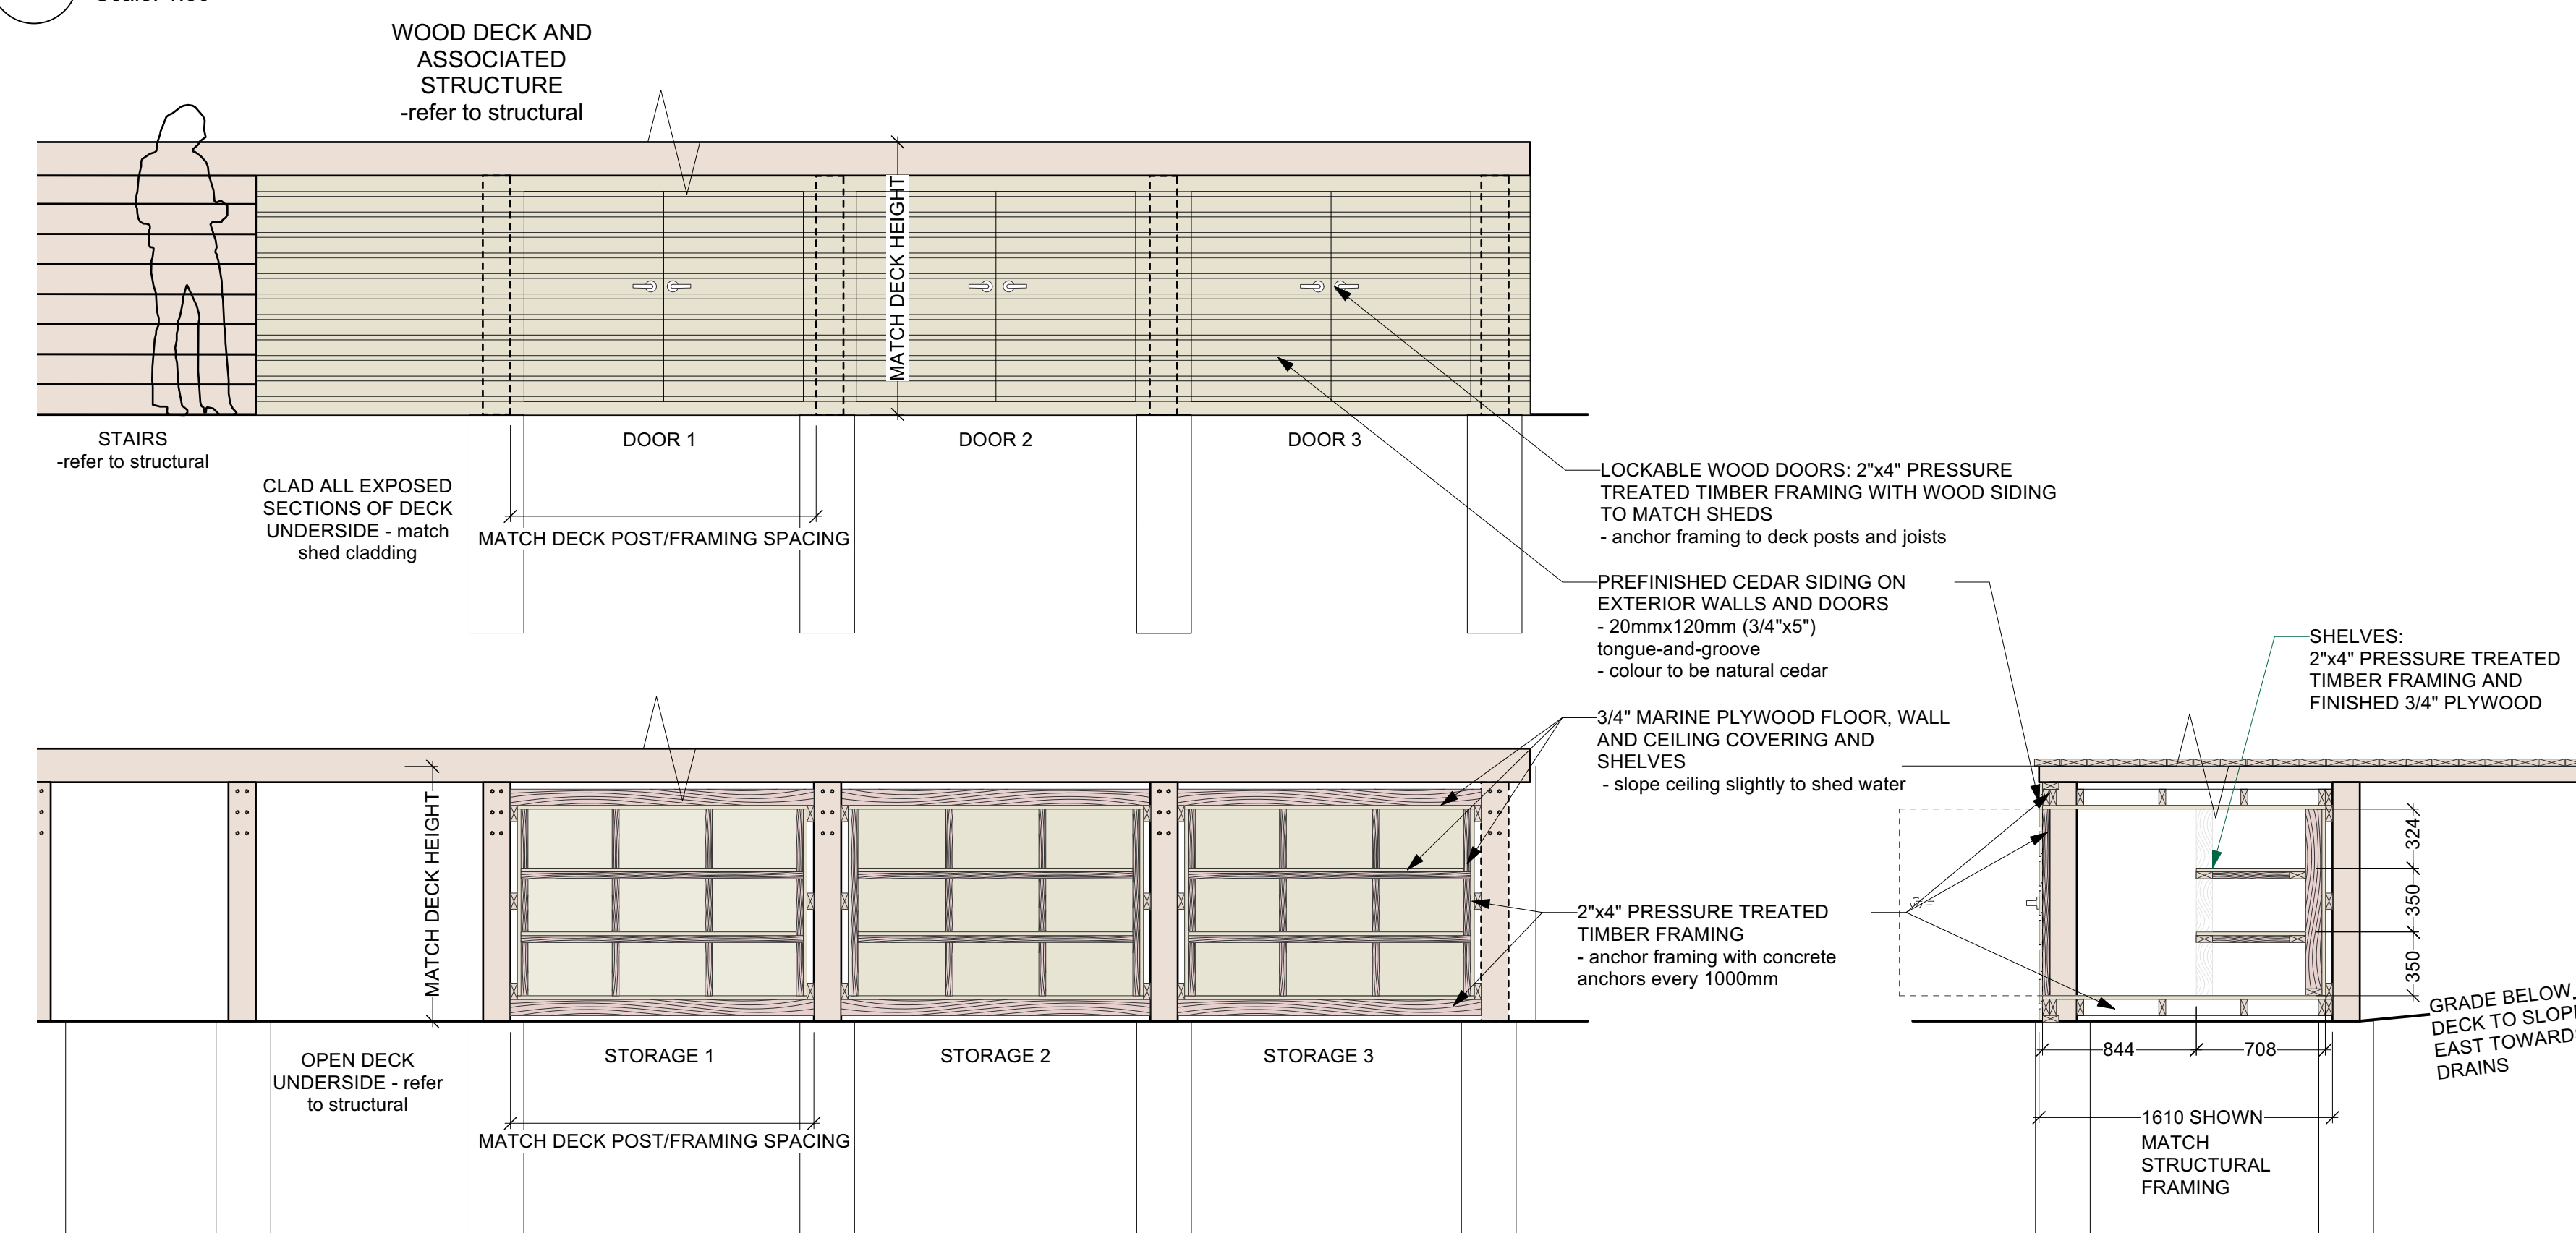 WOOD DECK AND
ASSOCIATED
STRUCTURE
-refer to structural
MATCH DECK HEIGHT
STAIRS
-refer to structural
DOOR 1
DOOR 2
DOOR 3
CLAD ALL EXPOSED
SECTIONS OF DECK
UNDERSIDE - match
shed cladding
MATCH DECK POST/FRAMING SPACING
LOCKABLE WOOD DOORS: 2"x4" PRESSURE
TREATED TIMBER FRAMING WITH WOOD SIDING
TO MATCH SHEDS
- anchor framing to deck posts and joists
PREFINISHED CEDAR SIDING ON
EXTERIOR WALLS AND DOORS
- 20mmx120mm (3/4"x5")
tongue-and-groove
- colour to be natural cedar
SHELVES:
2"x4" PRESSURE TREATED
TIMBER FRAMING AND
FINISHED 3/4" PLYWOOD
3/4" MARINE PLYWOOD FLOOR, WALL
AND CEILING COVERING AND
SHELVES
- slope ceiling slightly to shed water
MATCH DECK HEIGHT
2"x4" PRESSURE TREATED
TIMBER FRAMING
- anchor framing with concrete
anchors every 1000mm
324
350
350
GRADE BELOW
DECK TO SLOPE
EAST TOWARD
DRAINS
OPEN DECK
UNDERSIDE - refer
to structural
STORAGE 1
STORAGE 2
STORAGE 3
844
708
MATCH DECK POST/FRAMING SPACING
1610 SHOWN
MATCH
STRUCTURAL
FRAMING